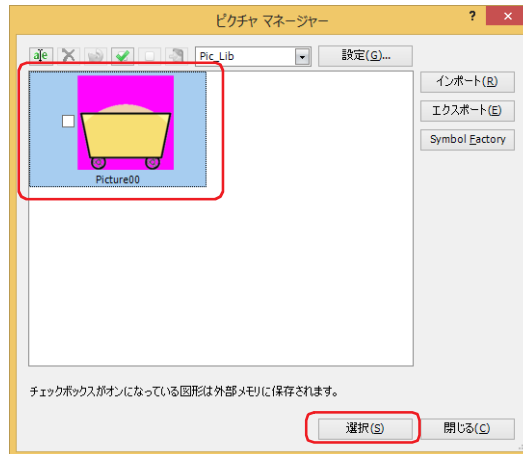 ピクチャ マネージャー
? ×
a|e Pic_Lib 設定(G)...
インポート(R)
エクスポート(E)
Symbol Factory
Picture00
チェックボックスがオンになっている図形は外部メモリに保存されます。
選択(S) 閉じる(C)